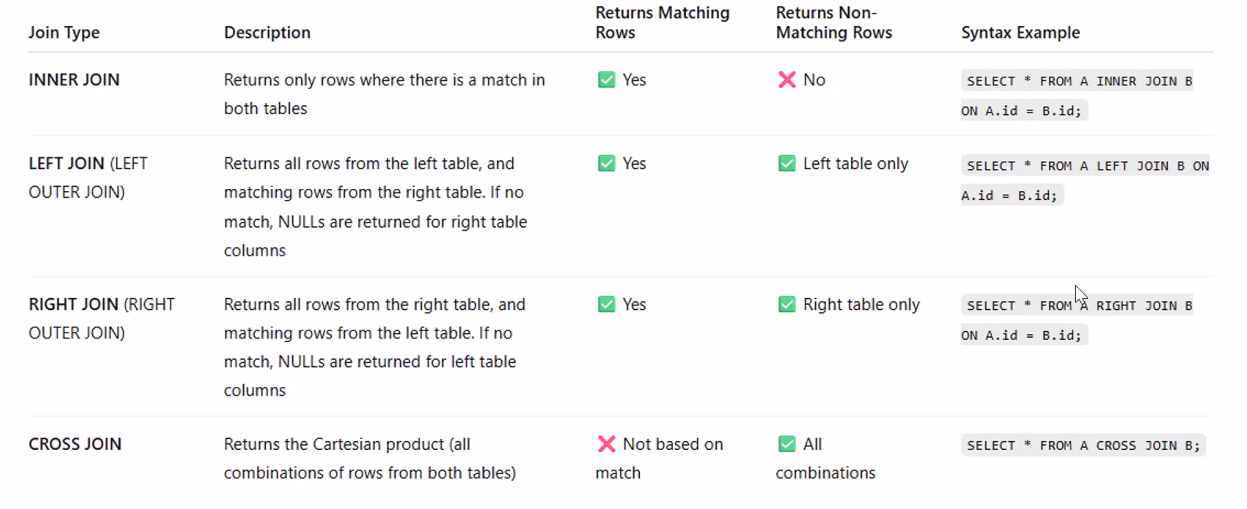 Join Type Description Returns Matching Rows Returns Non-Matching Rows Syntax Example
INNER JOIN
Returns only rows where there is a match in
both tables
✅ Yes
❌ No
SELECT * FROM A INNER JOIN B
ON A.id = B.id;
LEFT JOIN (LEFT
OUTER JOIN)
Returns all rows from the left table, and
matching rows from the right table. If no
match, NULLs are returned for right table
columns
✅ Yes
✅ Left table only
SELECT * FROM A LEFT JOIN B ON
A.id = B.id;
RIGHT JOIN (RIGHT
OUTER JOIN)
Returns all rows from the right table, and
matching rows from the left table. If no
match, NULLs are returned for left table
columns
✅ Yes
✅ Right table only
SELECT * FROM A RIGHT JOIN B
ON A.id = B.id;
CROSS JOIN
Returns the Cartesian product (all
combinations of rows from both tables)
❌ Not based on
match
✅ All
combinations
SELECT * FROM A CROSS JOIN B;